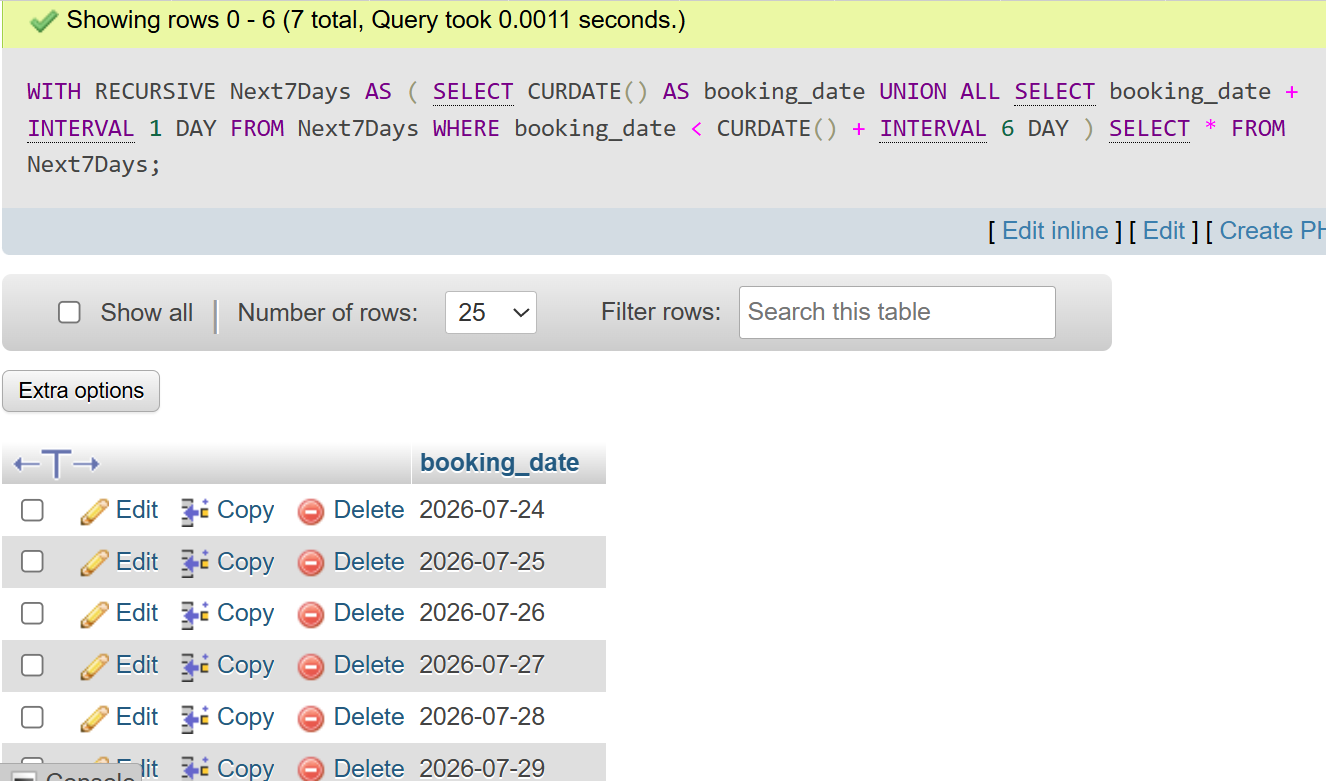 Showing rows 0 - 6 (7 total, Query took 0.0011 seconds.)
WITH RECURSIVE Next7Days AS ( SELECT CURDATE() AS booking_date UNION ALL SELECT booking_date +
INTERVAL 1 DAY FROM Next7Days WHERE booking_date < CURDATE() + INTERVAL 6 DAY ) SELECT * FROM
Next7Days;
[ Edit inline ] [ Edit ] [ Create PH
Show all | Number of rows: 25 Filter rows: Search this table
Extra options
←T→ booking_date
Edit Copy Delete 2026-07-24
Edit Copy Delete 2026-07-25
Edit Copy Delete 2026-07-26
Edit Copy Delete 2026-07-27
Edit Copy Delete 2026-07-28
Copy Delete 2026-07-29
Console